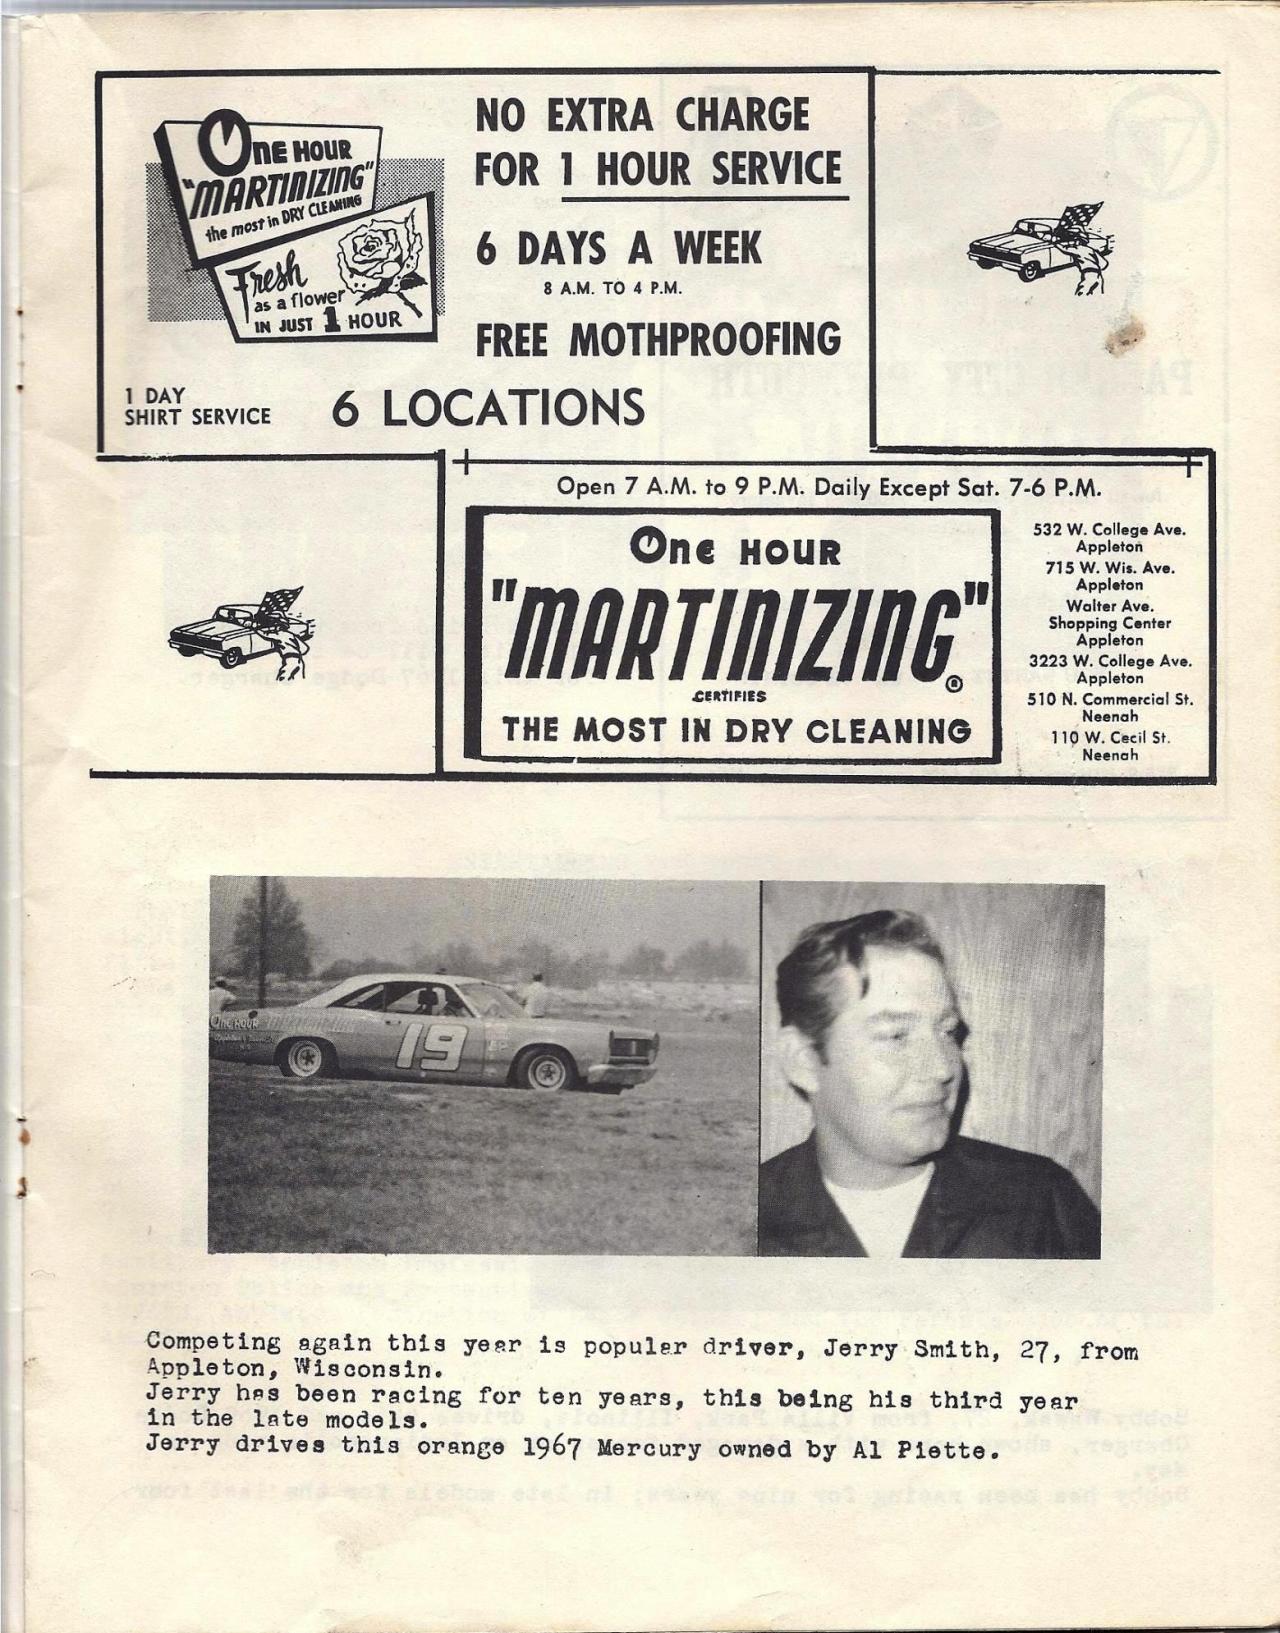 One HOUR
"MARTINIZING"
the most in DRY CLEANING
Fresh
as a flower
IN JUST 1 HOUR
NO EXTRA CHARGE
FOR 1 HOUR SERVICE
6 DAYS A WEEK
8 A.M. TO 4 P.M.
FREE MOTHPROOFING
1 DAY
SHIRT SERVICE
6 LOCATIONS
Open 7 A.M. to 9 P.M. Daily Except Sat. 7-6 P.M.
One HOUR
"MARTINIZING"®
CERTIFIES
THE MOST IN DRY CLEANING
532 W. College Ave.
Appleton
715 W. Wis. Ave.
Appleton
Walter Ave.
Shopping Center
Appleton
3223 W. College Ave.
Appleton
510 N. Commercial St.
Neenah
110 W. Cecil St.
Neenah
One HOUR
19
Competing again this year is popular driver, Jerry Smith, 27, from
Appleton, Wisconsin.
Jerry has been racing for ten years, this being his third year
in the late models.
Jerry drives this orange 1967 Mercury owned by Al Piette.